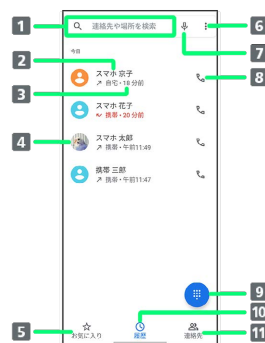 1
連絡先や場所を検索
6
今日
7
2
スマホ 京子
自宅・18 分前
8
3
スマホ 花子
携帯・20 分前
4
スマホ 太郎
携帯・午前11:49
携帯 三郎
携帯・午前11:47
9
10
5
お気に入り
履歴
連絡先
11